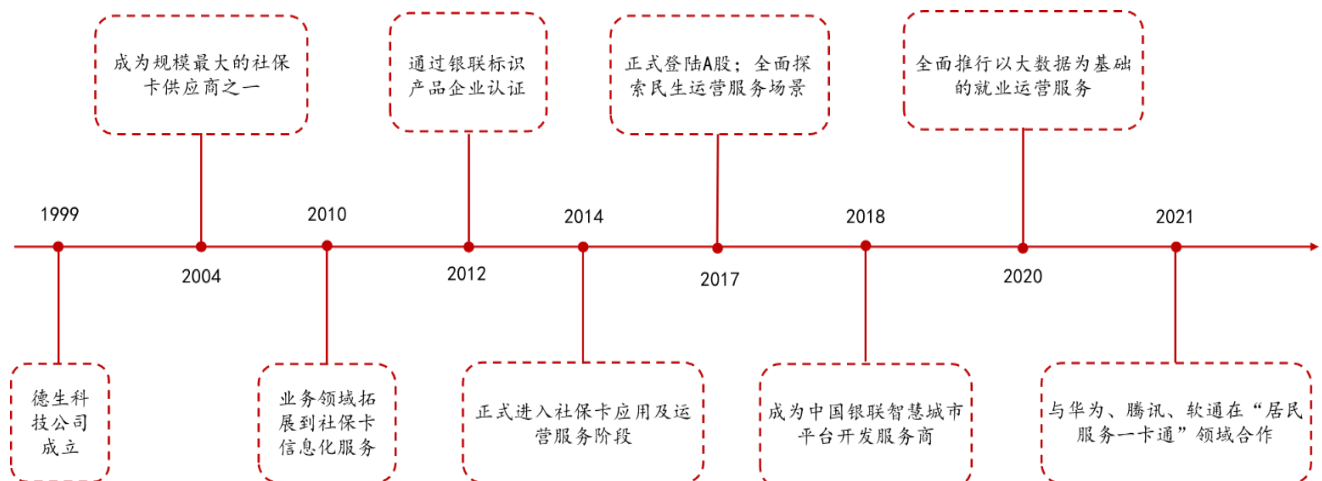 成为规模最大的社保
卡供应商之一
通过银联标识
产品企业认证
正式登陆A股；全面探
索民生运营服务场景
全面推行以大数据为基础
的就业运营服务
1999
2010
2014
2018
2021
2004
2012
2017
2020
德生科
技公司
成立
业务领域拓
展到社保卡
信息化服务
正式进入社保卡应用及运
营服务阶段
成为中国银联智慧城市
平台开发服务商
与华为、腾讯、软通在“居民
服务一卡通”领域合作